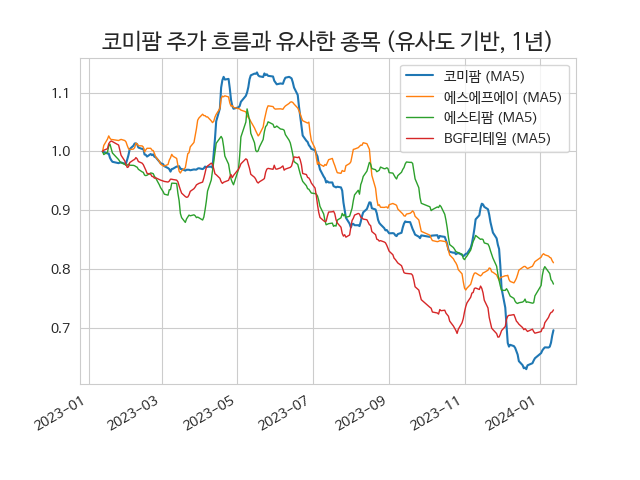 코미팜 주가 흐름과 유사한 종목 (유사도 기반, 1년)
코미팜 (MA5)
에스에프에이 (MA5)
에스티팜 (MA5)
BGF리테일 (MA5)
1.1
1.0
0.9
0.8
0.7
2023-01
2023-03
2023-05
2023-07
2023-09
2023-11
2024-01